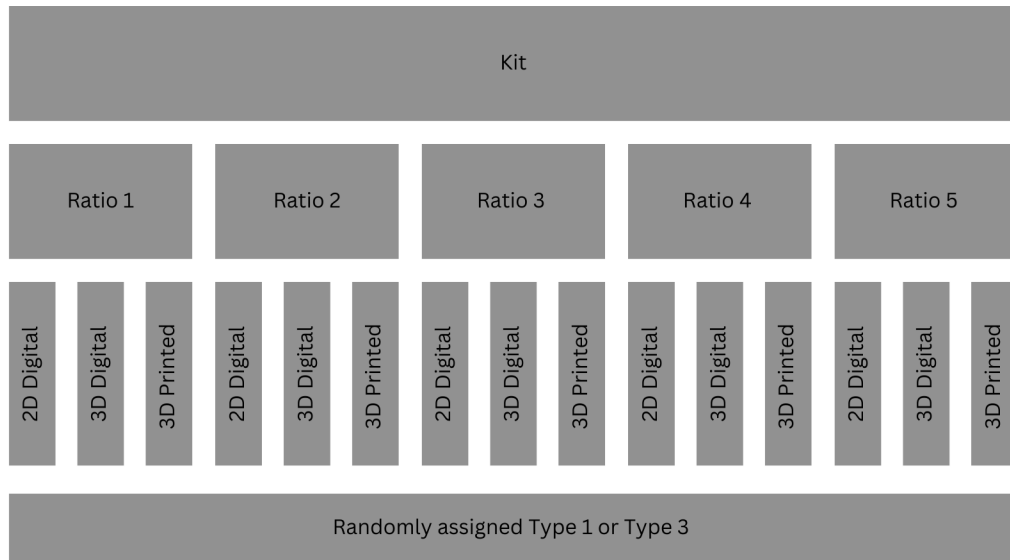 Kit
Ratio 1
Ratio 2
Ratio 3
Ratio 4
Ratio 5
2D Digital
3D Digital
3D Printed
2D Digital
3D Digital
3D Printed
2D Digital
3D Digital
3D Printed
2D Digital
3D Digital
3D Printed
2D Digital
3D Digital
3D Printed
Randomly assigned Type 1 or Type 3